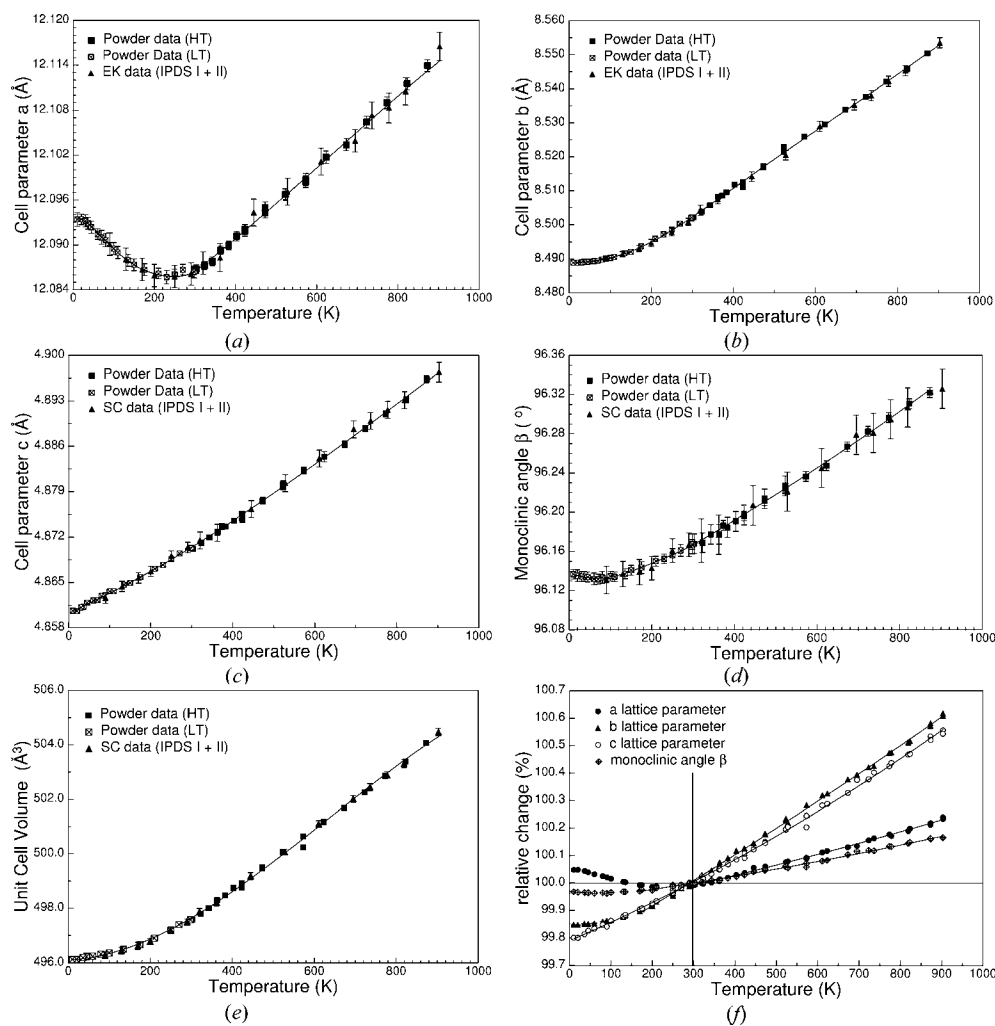 12.120
12.114
12.108
12.102
12.096
12.090
12.084
Cell parameter a (Å)
Powder data (HT)
Powder data (LT)
EK data (IPDS I + II)
0 200 400 600 800 1000
Temperature (K)
(a)
8.560
8.550
8.540
8.530
8.520
8.510
8.500
8.490
8.480
Cell parameter b (Å)
Powder Data (HT)
Powder Data (LT)
EK data (IPDS I + II)
0 200 400 600 800 1000
Temperature (K)
(b)
4.900
4.893
4.886
4.879
4.872
4.865
4.858
Cell parameter c (Å)
Powder Data (HT)
Powder Data (LT)
SC data (IPDS I + II)
0 200 400 600 800 1000
Temperature (K)
(c)
96.36
96.32
96.28
96.24
96.20
96.16
96.12
96.08
Monoclinic angle β (°)
Powder data (HT)
Powder data (LT)
SC data (IPDS I + II)
0 200 400 600 800 1000
Temperature (K)
(d)
506.0
504.0
502.0
500.0
498.0
496.0
Unit Cell Volume (Å³)
Powder data (HT)
Powder data (LT)
SC data (IPDS I + II)
0 200 400 600 800 1000
Temperature (K)
(e)
100.7
100.6
100.5
100.4
100.2
100.1
100.0
99.9
99.8
99.7
relative change (%)
a lattice parameter
b lattice parameter
c lattice parameter
monoclinic angle β
0 100 200 300 400 500 600 700 800 900 1000
Temperature (K)
(f)